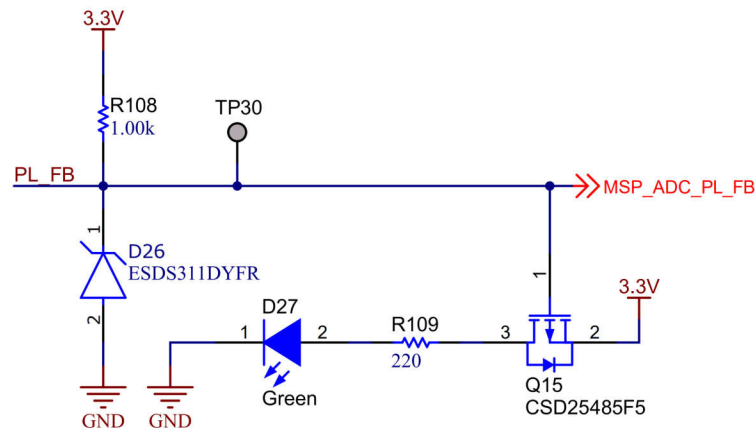 3.3V
R108
1.00k
TP30
PL_FB
MSP_ADC_PL_FB
1
D26
ESDS311DYFR
2
1
3.3V
D27
1
2
R109
220
3
2
Green
Q15
CSD25485F5
GND
GND